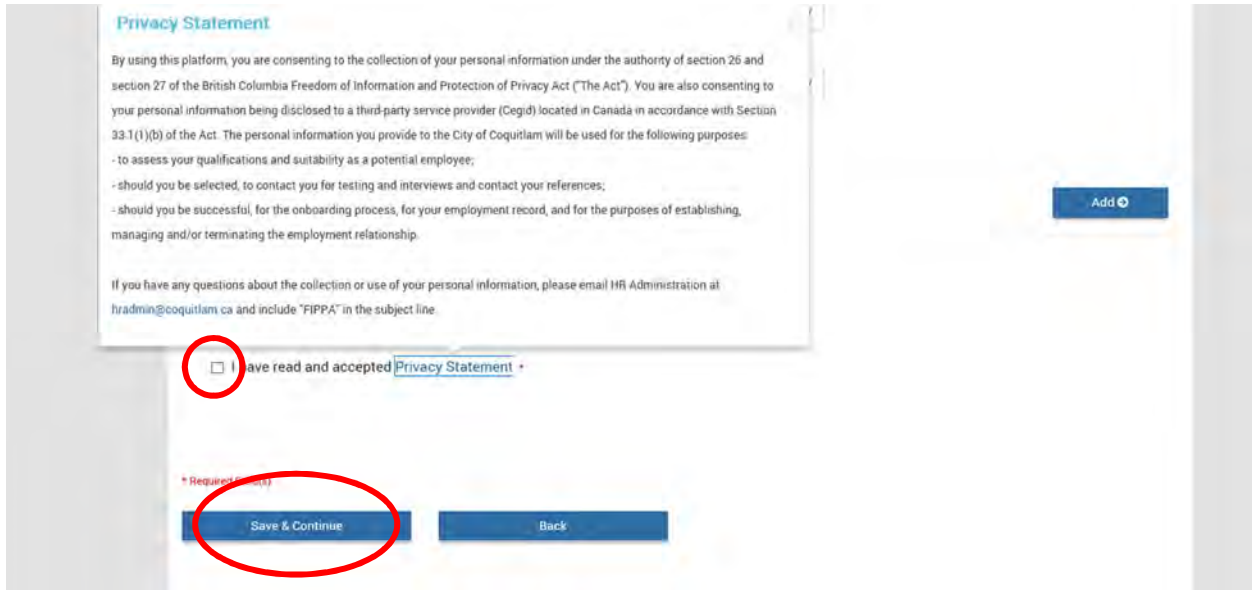 Privacy Statement
By using this platform, you are consenting to the collection of your personal information under the authority of section 26 and
section 27 of the British Columbia Freedom of Information and Protection of Privacy Act ("The Act"). You are also consenting to
your personal information being disclosed to a third-party service provider (Cegid) located in Canada in accordance with Section
33.1(1)(b) of the Act. The personal information you provide to the City of Coquitlam will be used for the following purposes:
- to assess your qualifications and suitability as a potential employee;
- should you be selected, to contact you for testing and interviews and contact your references;
- should you be successful, for the onboarding process, for your employment record, and for the purposes of establishing,
managing and/or terminating the employment relationship.
Add
If you have any questions about the collection or use of your personal information, please email HR Administration at
hradmin@coquitlam.ca and include "FIPPA" in the subject line.
I have read and accepted Privacy Statement *
* Required Field(s)
Save & Continue
Back